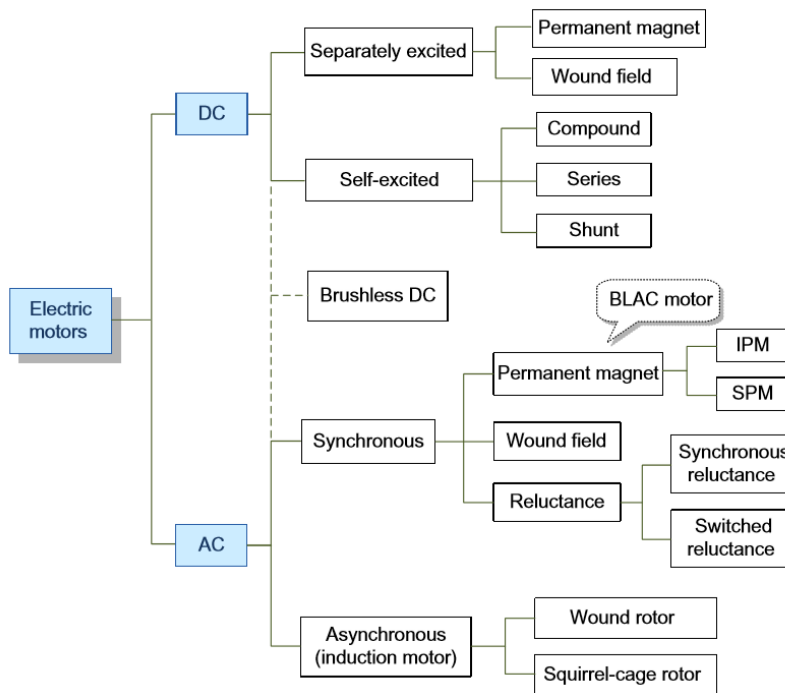 Electric
motors
DC
Separately excited
Permanent magnet
Wound field
Self-excited
Compound
Series
Shunt
Brushless DC
AC
Synchronous
BLAC motor
Permanent magnet
IPM
SPM
Wound field
Reluctance
Synchronous
reluctance
Switched
reluctance
Asynchronous
(induction motor)
Wound rotor
Squirrel-cage rotor